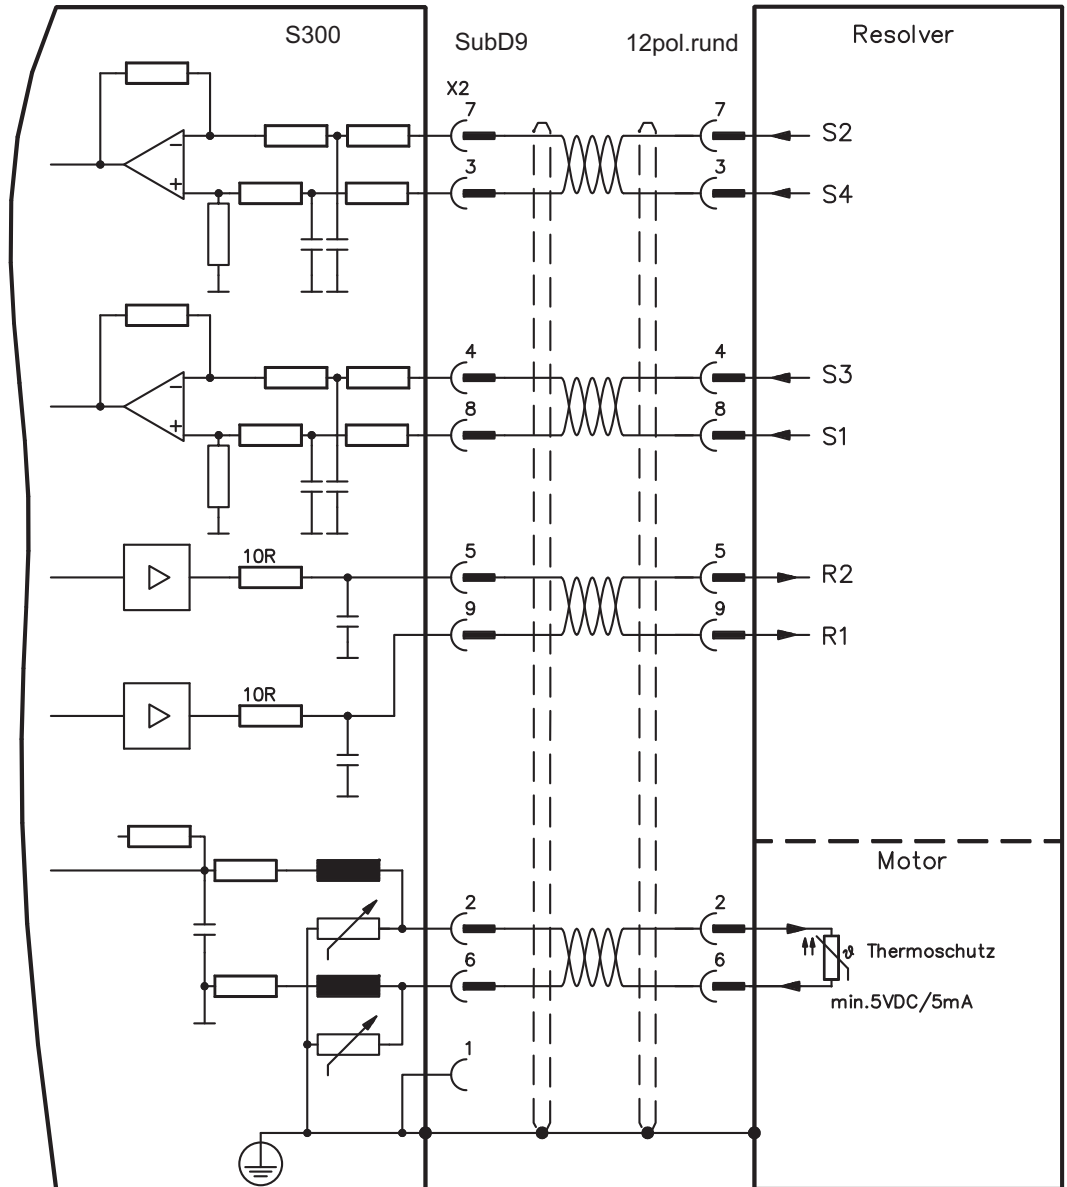 S300
SubD9
12pol.rund
Resolver
X2
7
7
S2
−
3
3
S4
+
4
4
S3
−
8
8
S1
+
10R
5
5
R2
9
9
R1
10R
Motor
2
2
ϑ Thermoschutz
6
6
min.5VDC/5mA
1